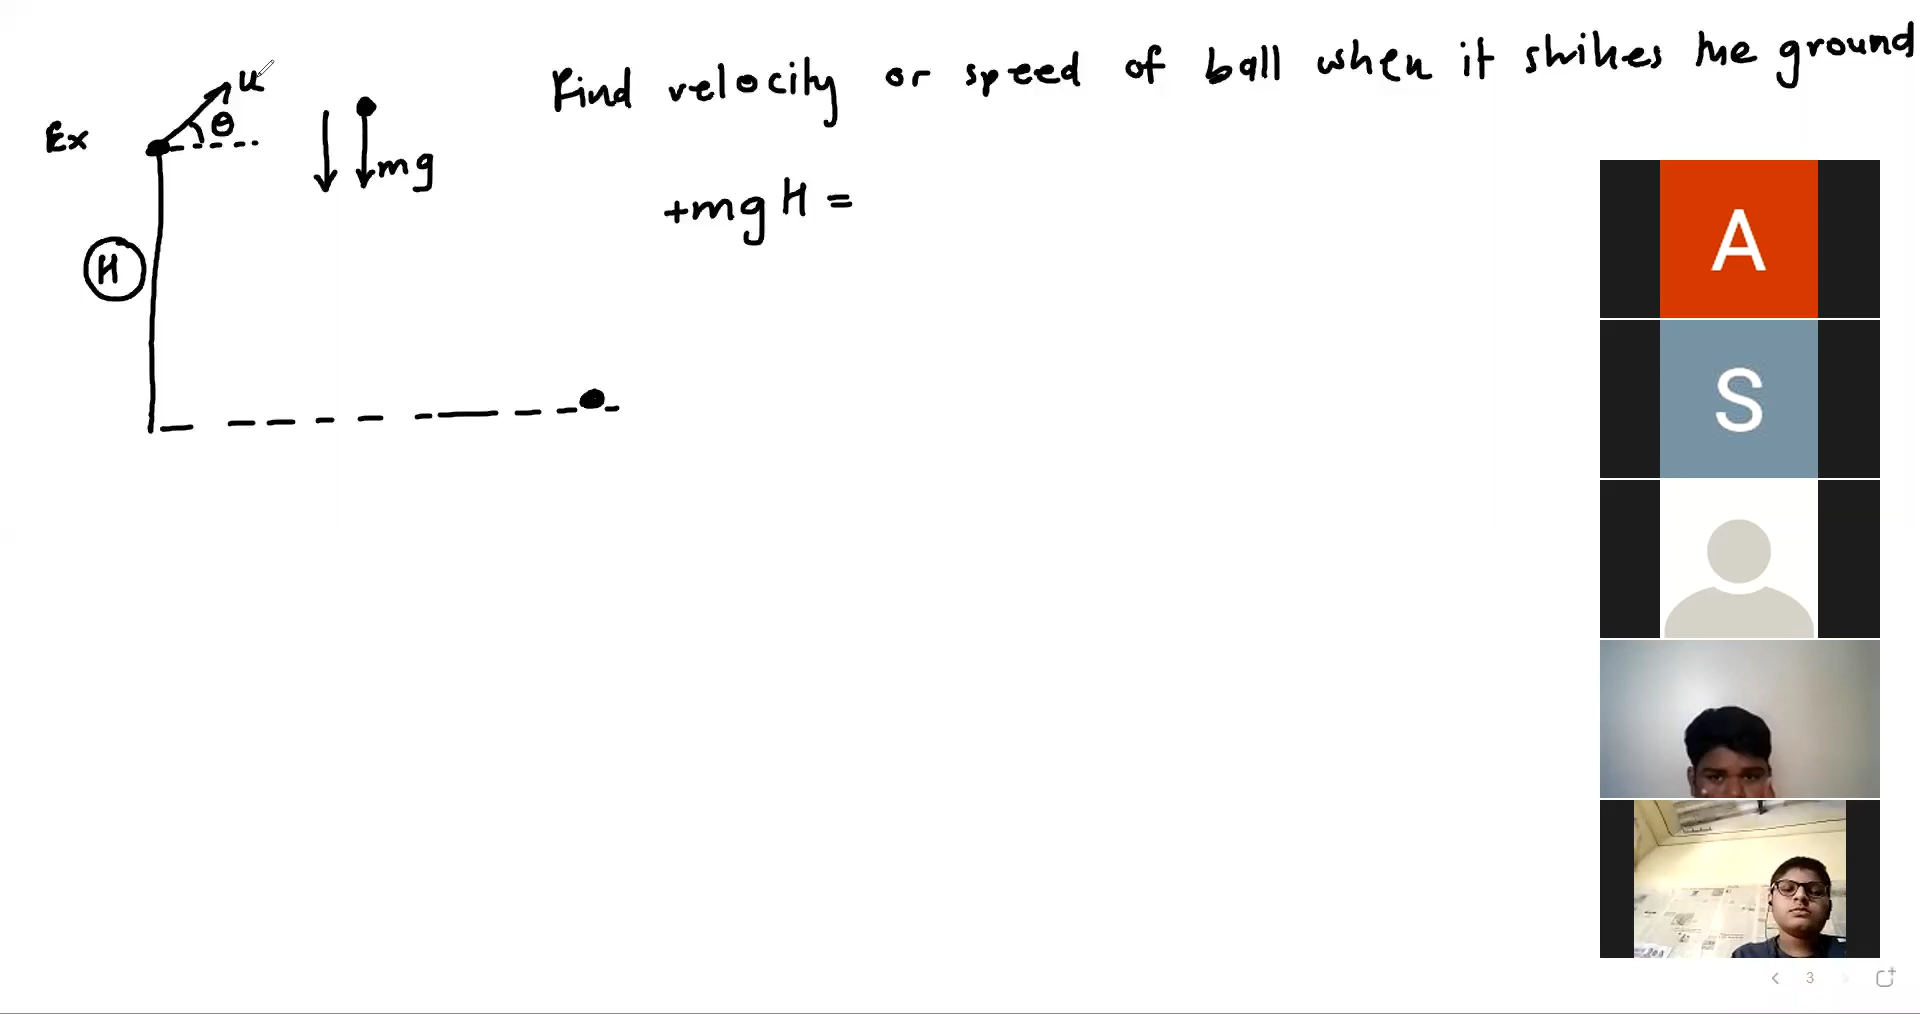 Find velocity or speed of ball when it strikes the ground
u
θ
Ex
mg
+mgH =
H
A
S
3